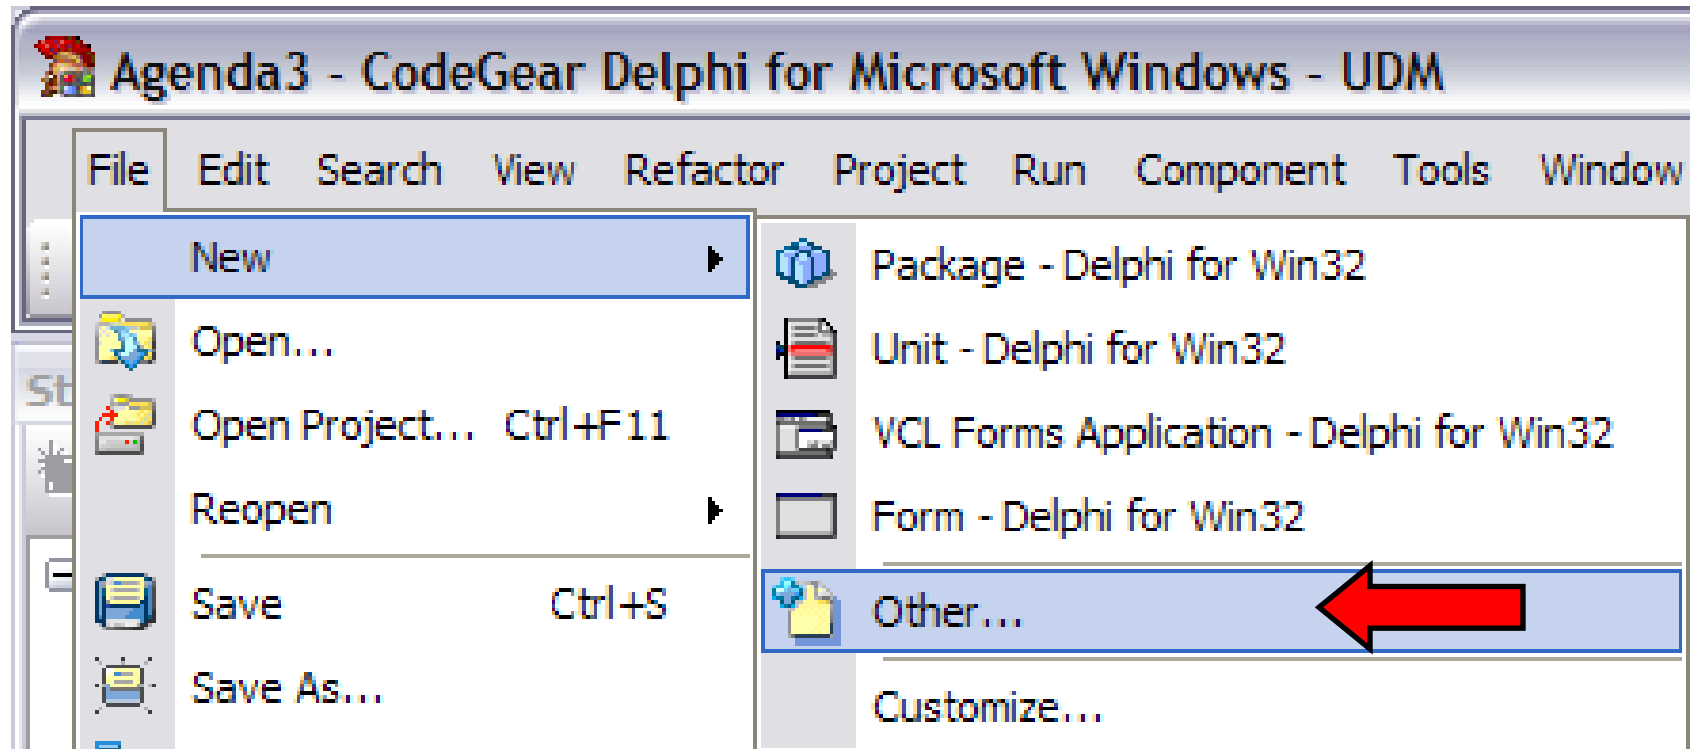 Agenda3 - CodeGear Delphi for Microsoft Windows - UDM
File Edit Search View Refactor Project Run Component Tools Window
New
Open...
Open Project... Ctrl+F11
Reopen
Save Ctrl+S
Save As...
Package - Delphi for Win32
Unit - Delphi for Win32
VCL Forms Application - Delphi for Win32
Form - Delphi for Win32
Other...
Customize...
St